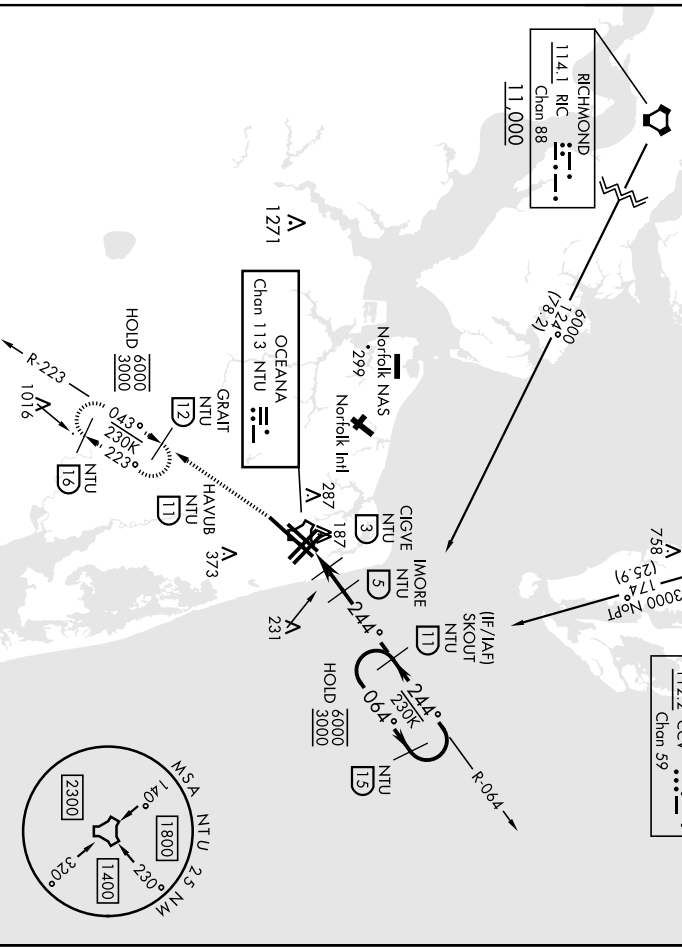 RICHMOND
114.1 RIC
Chan 88
11,000
6000
124°
(78.2)
1271
Norfolk NAS
299
Norfolk Intl
OCEANA
Chan 113 NTU
758
3000 NoPT
174°
(25.9)
Chan 59
HOLD 6000
3000
R-223
1016
043°
230K
223°
GRAIT
NTU
12
NTU
16
HAVUB
NTU
11
373
287
187
CIGVE
NTU
3
IMORE
NTU
5
231
244°
(IF/IAF)
SKOUT
NTU
11
244°
230K
064°
HOLD 6000
3000
NTU
15
R-064
MSA NTU 25 NM
140°
1800
2300
230°
1400
320°